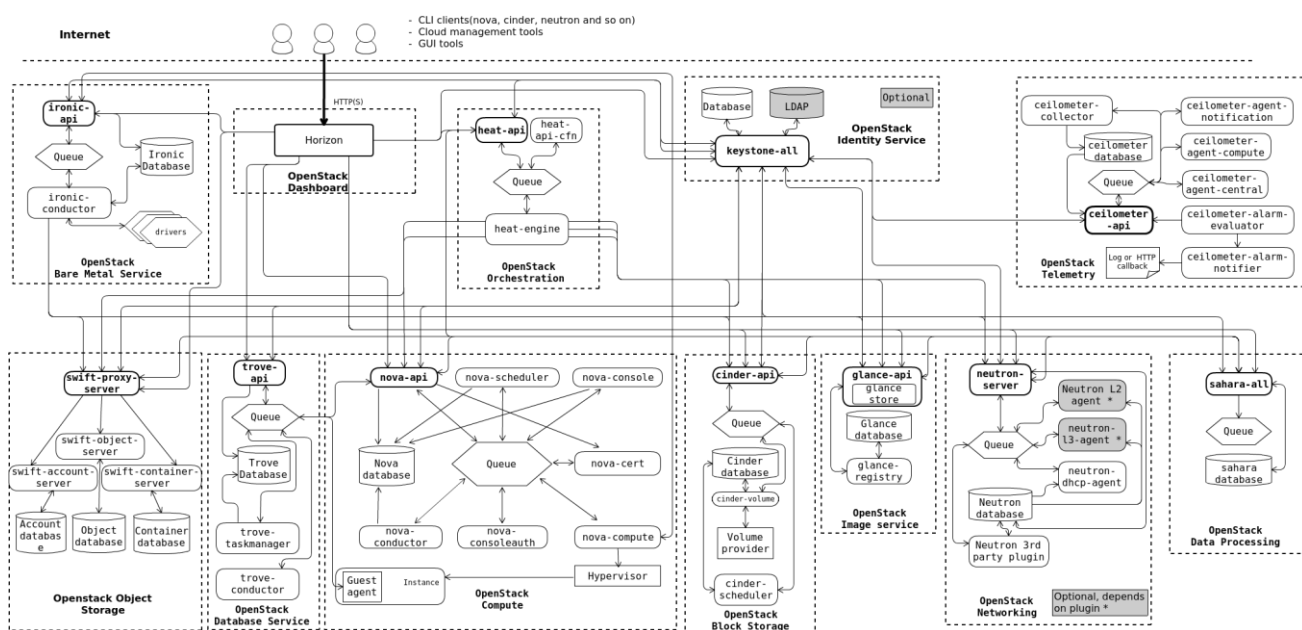 Internet
- CLI clients(nova, cinder, neutron and so on)
- Cloud management tools
- GUI tools
HTTP(S)
ironic-
api
Queue
Ironic
Database
ironic-
conductor
drivers
OpenStack
Bare Metal Service
Horizon
OpenStack
Dashboard
heat-api
heat-
api-cfn
Queue
heat-engine
OpenStack
Orchestration
Database
LDAP
Optional
keystone-all
OpenStack
Identity Service
ceilometer-
collector
ceilometer-agent-
notification
ceilometer
database
ceilometer-
agent-compute
Queue
ceilometer-
agent-central
ceilometer
-api
ceilometer-alarm-
evaluator
Log or HTTP
callback
ceilometer-alarm-
notifier
OpenStack
Telemetry
swift-proxy-
server
swift-object-
server
swift-account-
server
swift-container-
server
Account
databas
e
Object
database
Container
database
Openstack Object
Storage
trove-
api
Queue
Trove
Database
trove-
taskmanager
trove-
conductor
OpenStack
Database Service
nova-api
nova-scheduler
nova-console
Nova
database
Queue
nova-cert
nova-
conductor
nova-
consoleauth
nova-compute
Guest
agent
Instance
Hypervisor
OpenStack
Compute
cinder-api
Queue
Cinder
database
cinder-volume
Volume
provider
cinder-
scheduler
OpenStack
Block Storage
glance-api
glance
store
Glance
database
glance-
registry
OpenStack
Image service
neutron-
server
Neutron L2
agent *
neutron-
l3-agent *
Queue
neutron-
dhcp-agent
Neutron
database
Neutron 3rd
party plugin
OpenStack
Networking
Optional, depends
on plugin *
sahara-all
Queue
sahara
database
OpenStack
Data Processing